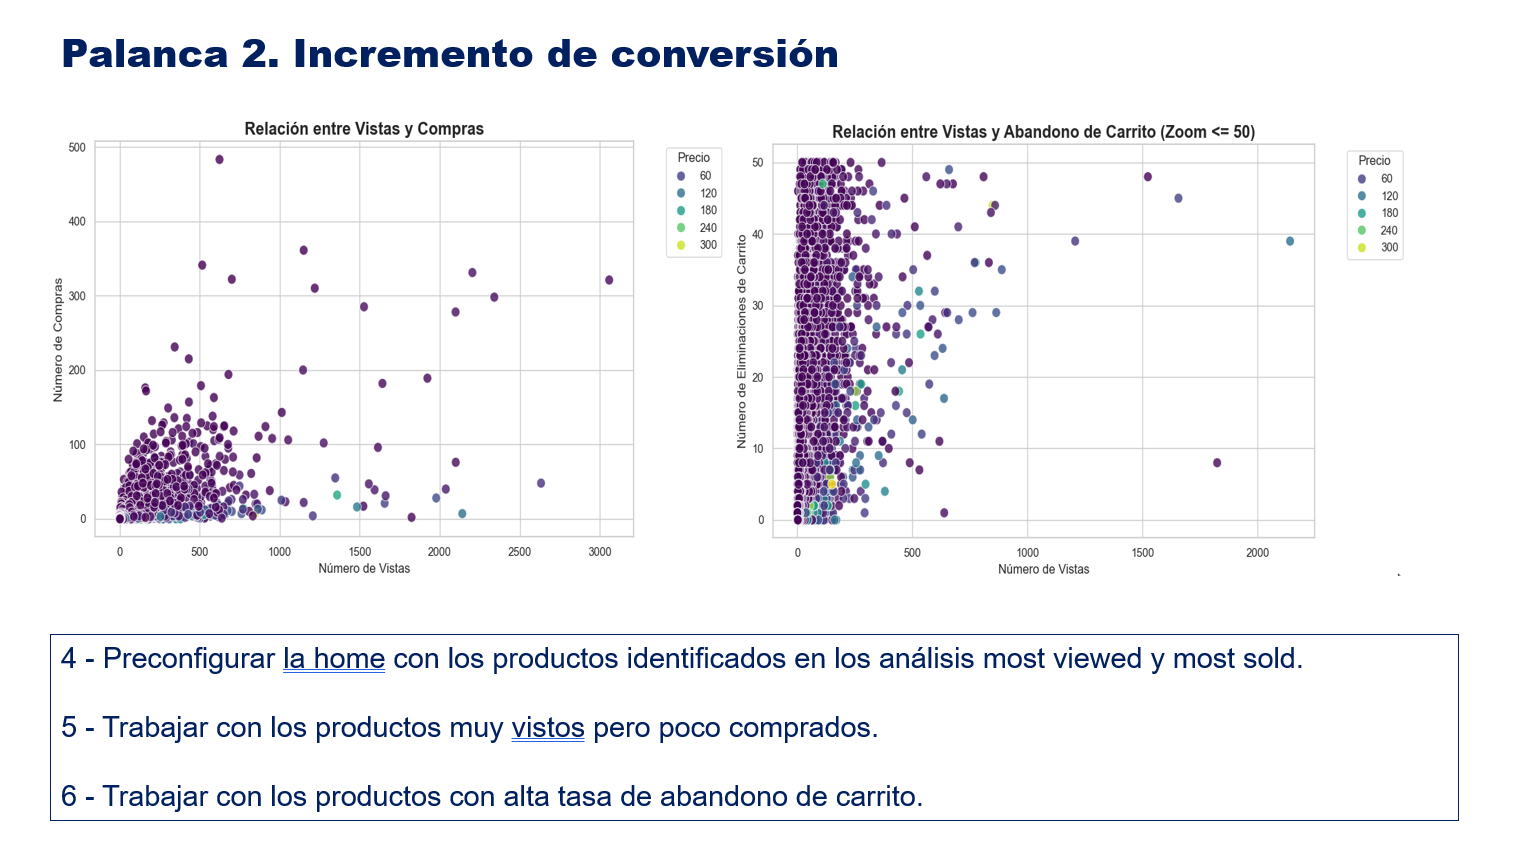 Palanca 2. Incremento de conversión
Relación entre Vistas y Compras
500
400
300
200
100
0
Número de Compras
0 500 1000 1500 2000 2500 3000
Número de Vistas
Precio
60
120
180
240
300
Relación entre Vistas y Abandono de Carrito (Zoom <= 50)
50
40
30
20
10
0
Número de Eliminaciones de Carrito
0 500 1000 1500 2000
Número de Vistas
Precio
60
120
180
240
300
4 - Preconfigurar la home con los productos identificados en los análisis most viewed y most sold.
5 - Trabajar con los productos muy vistos pero poco comprados.
6 - Trabajar con los productos con alta tasa de abandono de carrito.